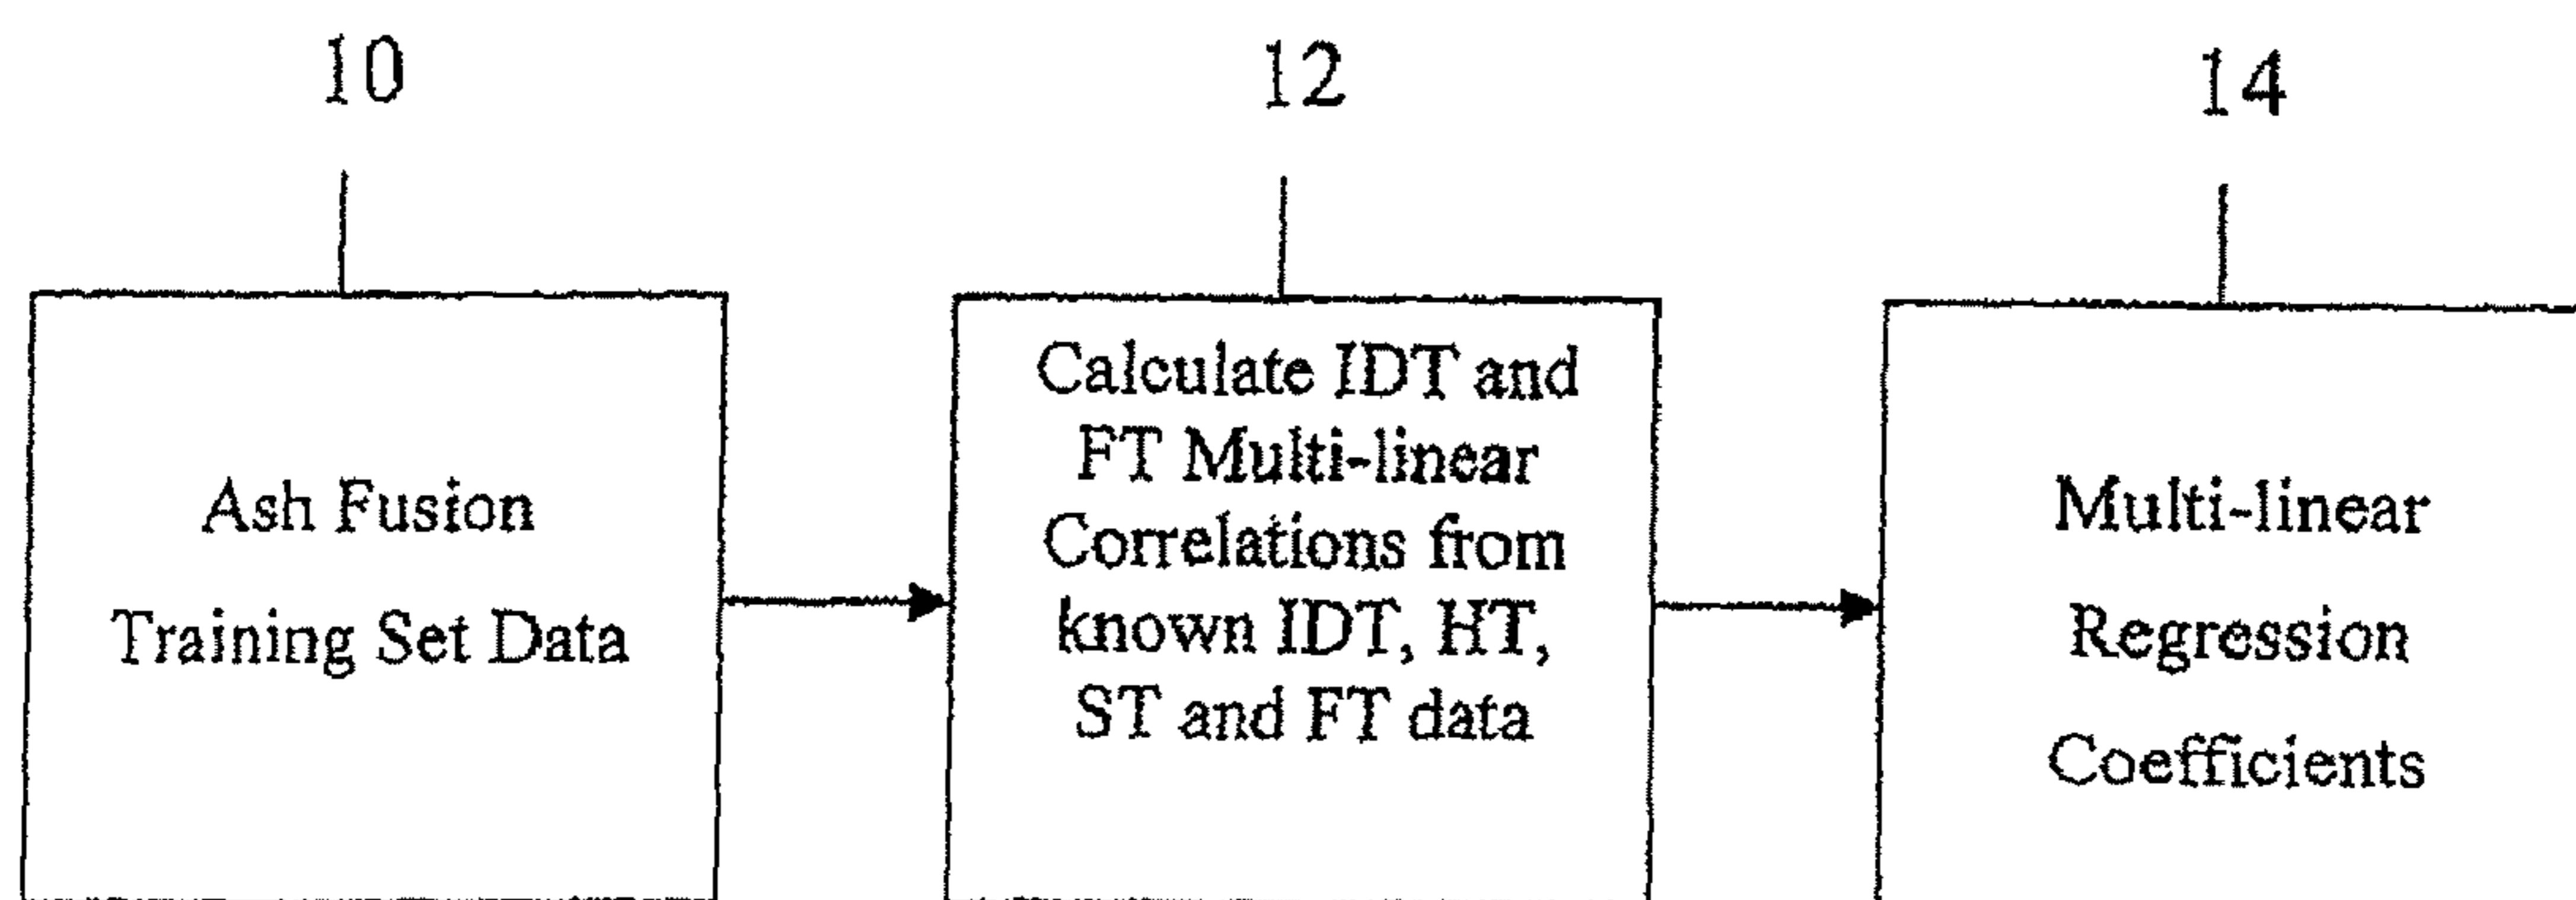 10
12
14
Ash Fusion
Training Set Data
Calculate IDT and
FT Multi-linear
Correlations from
known IDT, HT,
ST and FT data
Multi-linear
Regression
Coefficients